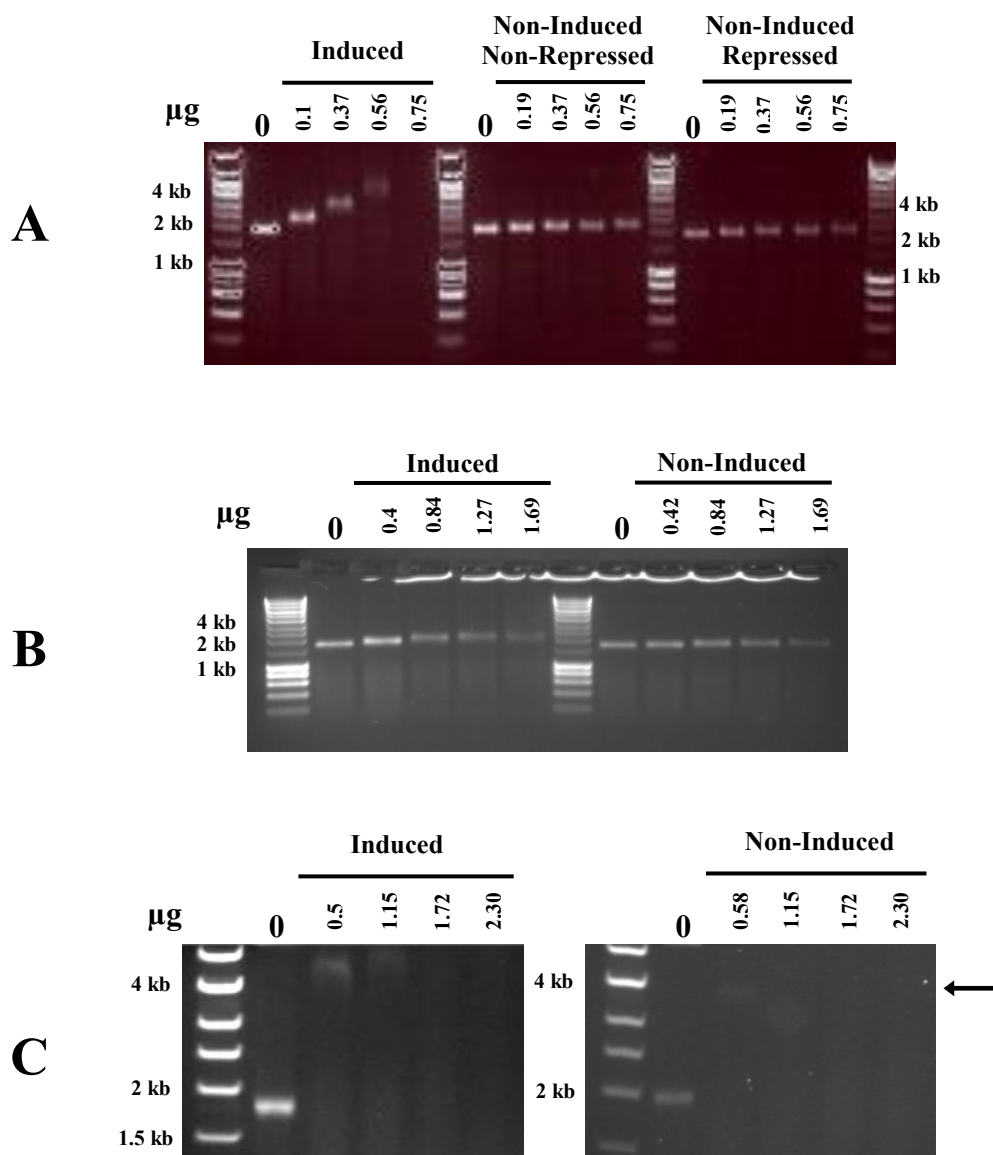 Induced
Non-Induced
Non-Repressed
Non-Induced
Repressed
µg 0 0.1 0.37 0.56 0.75 0 0.19 0.37 0.56 0.75 0 0.19 0.37 0.56 0.75
4 kb
2 kb
1 kb
4 kb
2 kb
1 kb
A
Induced
Non-Induced
µg 0 0.4 0.84 1.27 1.69 0 0.42 0.84 1.27 1.69
4 kb
2 kb
1 kb
B
Induced
Non-Induced
µg 0 0.5 1.15 1.72 2.30 0 0.58 1.15 1.72 2.30
4 kb
2 kb
1.5 kb
4 kb
2 kb
C